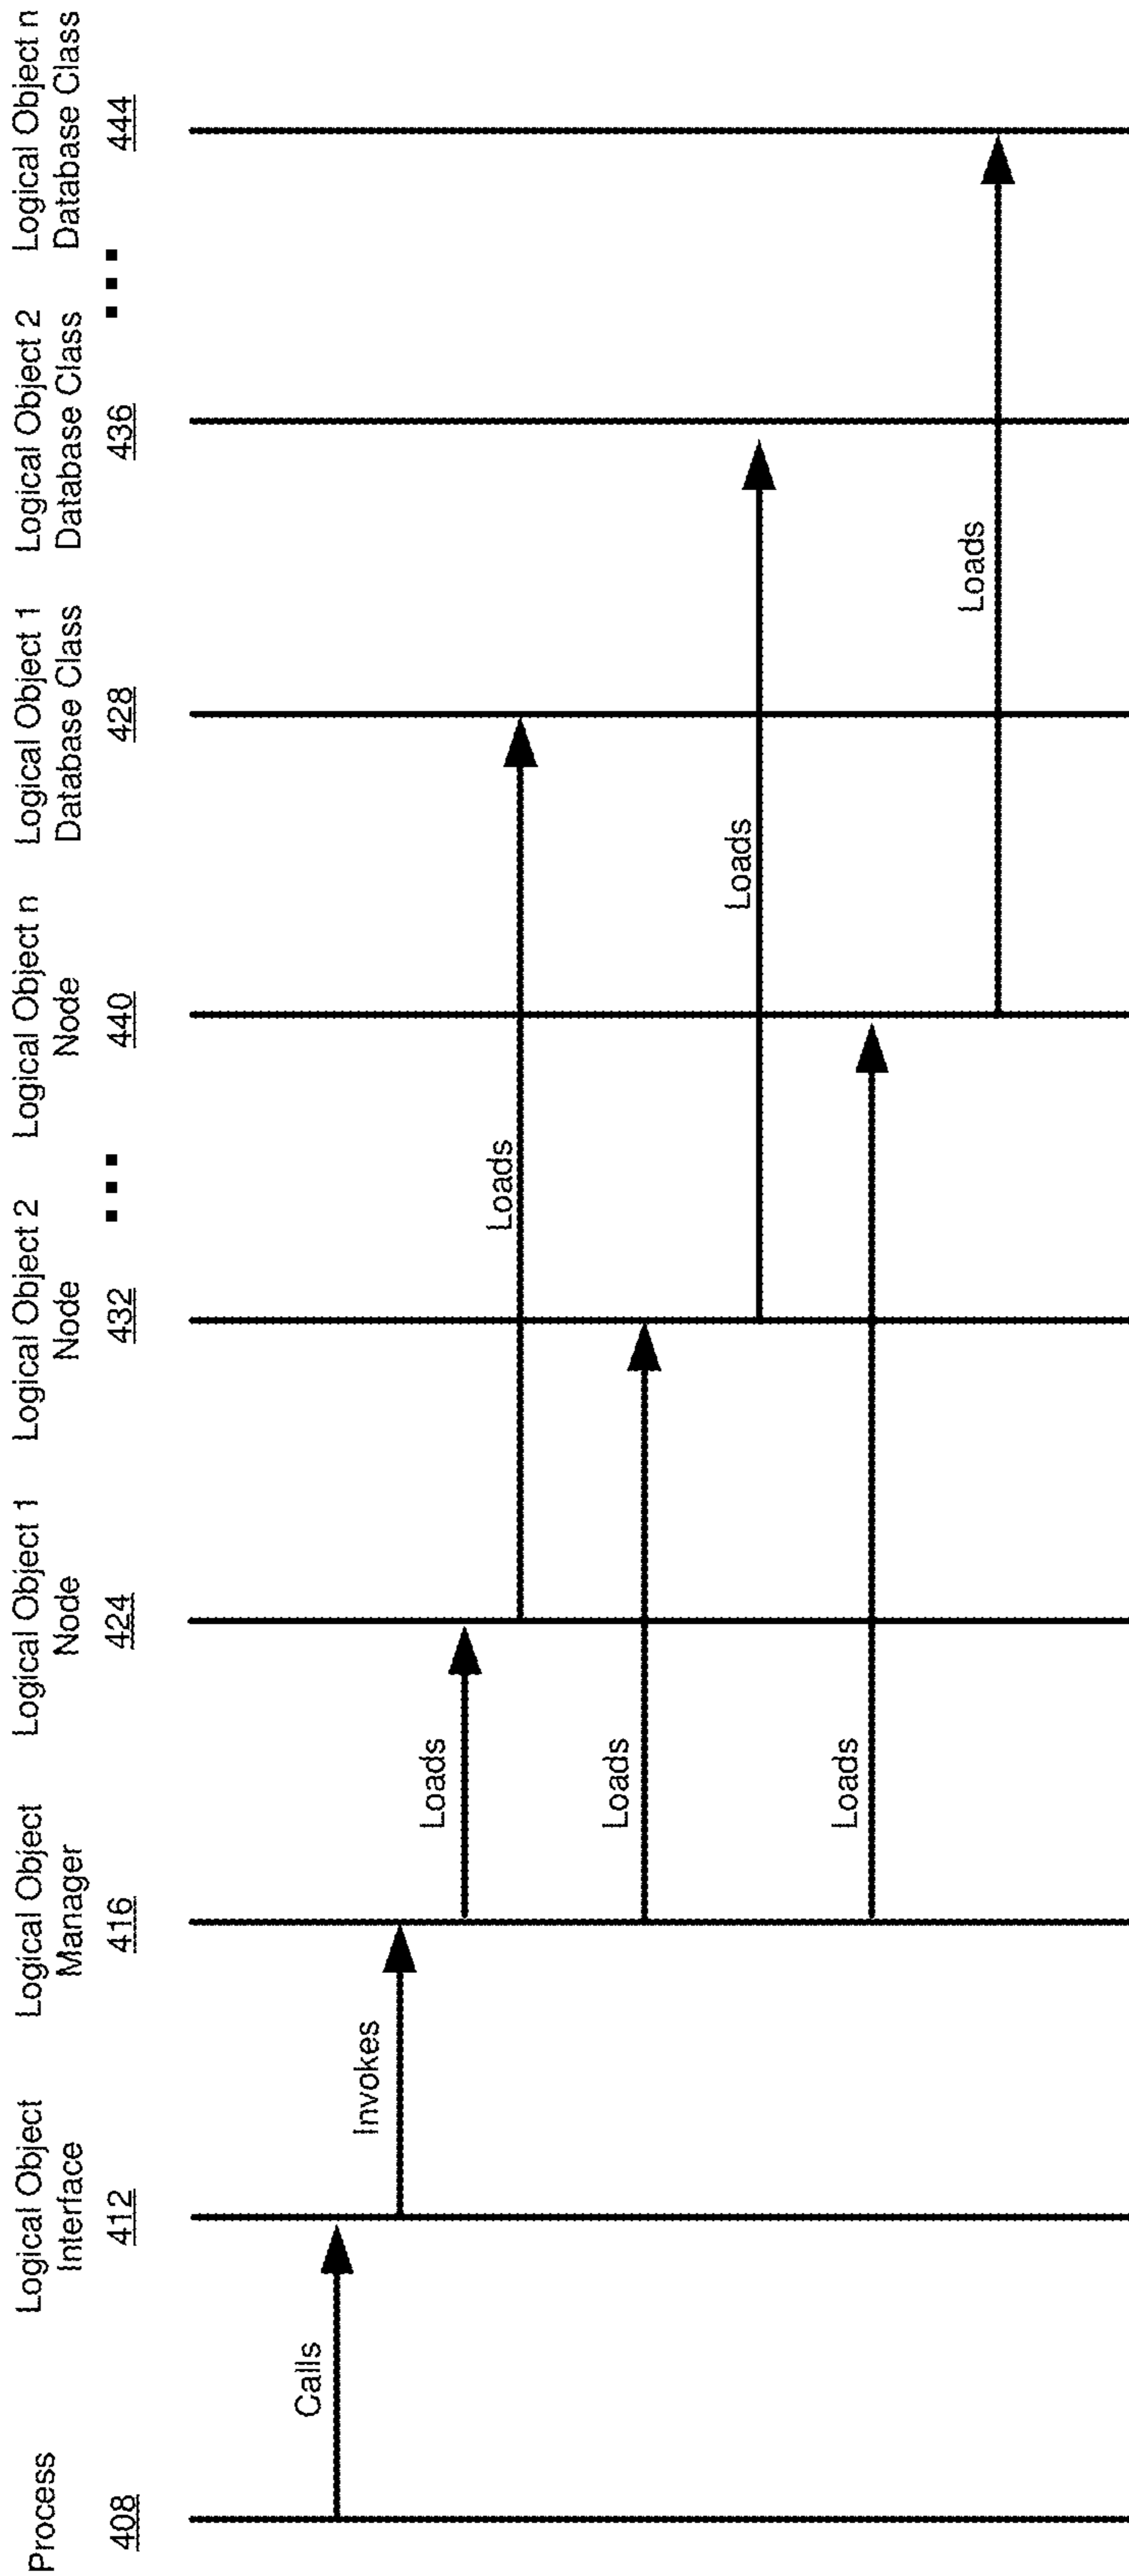 Process
408
Logical Object
Interface
412
Logical Object
Manager
416
Logical Object 1
Node
424
Logical Object 2
Node
432
Logical Object n
Node
440
Logical Object 1
Database Class
428
Logical Object 2
Database Class
436
Logical Object n
Database Class
444
Calls
Invokes
Loads
Loads
Loads
Loads
Loads
Loads